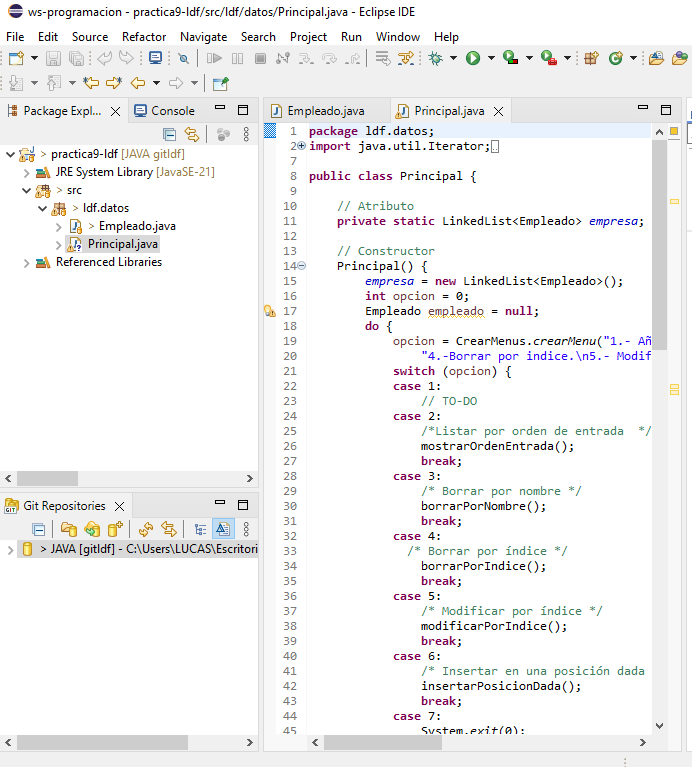 ws-programacion - practica9-ldf/src/ldf/datos/Principal.java - Eclipse IDE
File Edit Source Refactor Navigate Search Project Run Window Help
Package Expl... Console
> practica9-ldf [JAVA gitldf]
JRE System Library [JavaSE-21]
> src
> ldf.datos
> Empleado.java
Principal.java
Referenced Libraries
Git Repositories
GIT
> JAVA [gitldf] - C:\Users\LUCAS\Escritori
Empleado.java Principal.java
1 package ldf.datos;
2 import java.util.Iterator;
7
8 public class Principal {
9
10 // Atributo
11 private static LinkedList<Empleado> empresa;
12
13 // Constructor
14 Principal() {
15 empresa = new LinkedList<Empleado>();
16 int opcion = 0;
17 Empleado empleado = null;
18 do {
19 opcion = CrearMenus.crearMenu("1.- Añ
20 "4.-Borrar por indice.\n5.- Modif
21 switch (opcion) {
22 case 1:
23 // TO-DO
24 case 2:
25 /*Listar por orden de entrada */
26 mostrarOrdenEntrada();
27 break;
28 case 3:
29 /* Borrar por nombre */
30 borrarPorNombre();
31 break;
32 case 4:
33 /* Borrar por índice */
34 borrarPorIndice();
35 break;
36 case 5:
37 /* Modificar por índice */
38 modificarPorIndice();
39 break;
40 case 6:
41 /* Insertar en una posición dada
42 insertarPosicionDada();
43 break;
44 case 7:
45 System.exit(0);